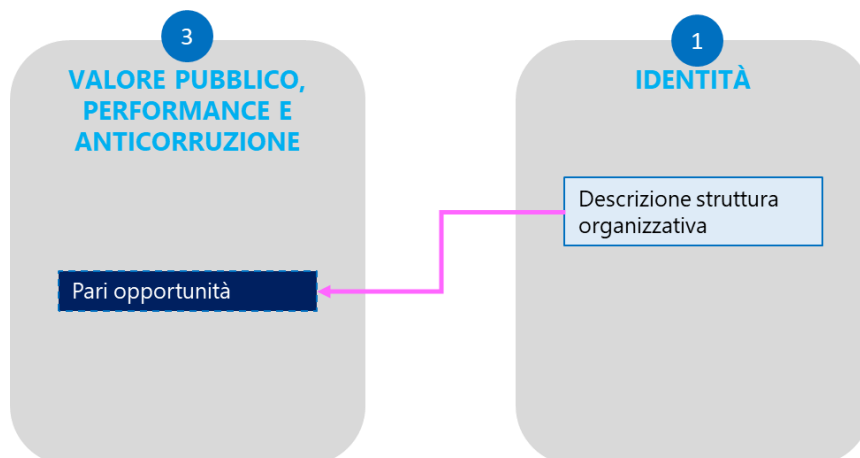 3
VALORE PUBBLICO,
PERFORMANCE E
ANTICORRUZIONE
Pari opportunità
1
IDENTITÀ
Descrizione struttura
organizzativa